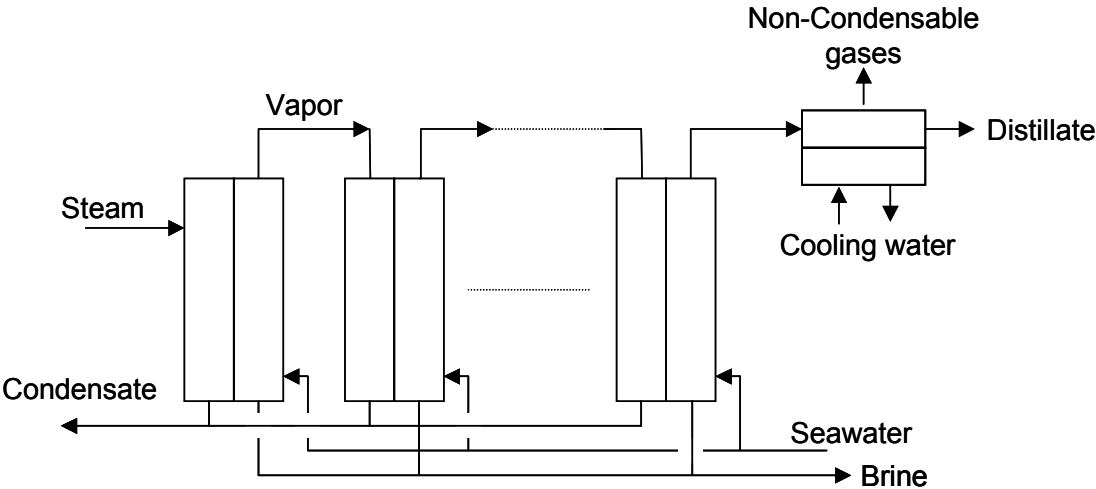 Non-Condensable
gases
Vapor
Distillate
Steam
Cooling water
Condensate
Seawater
Brine